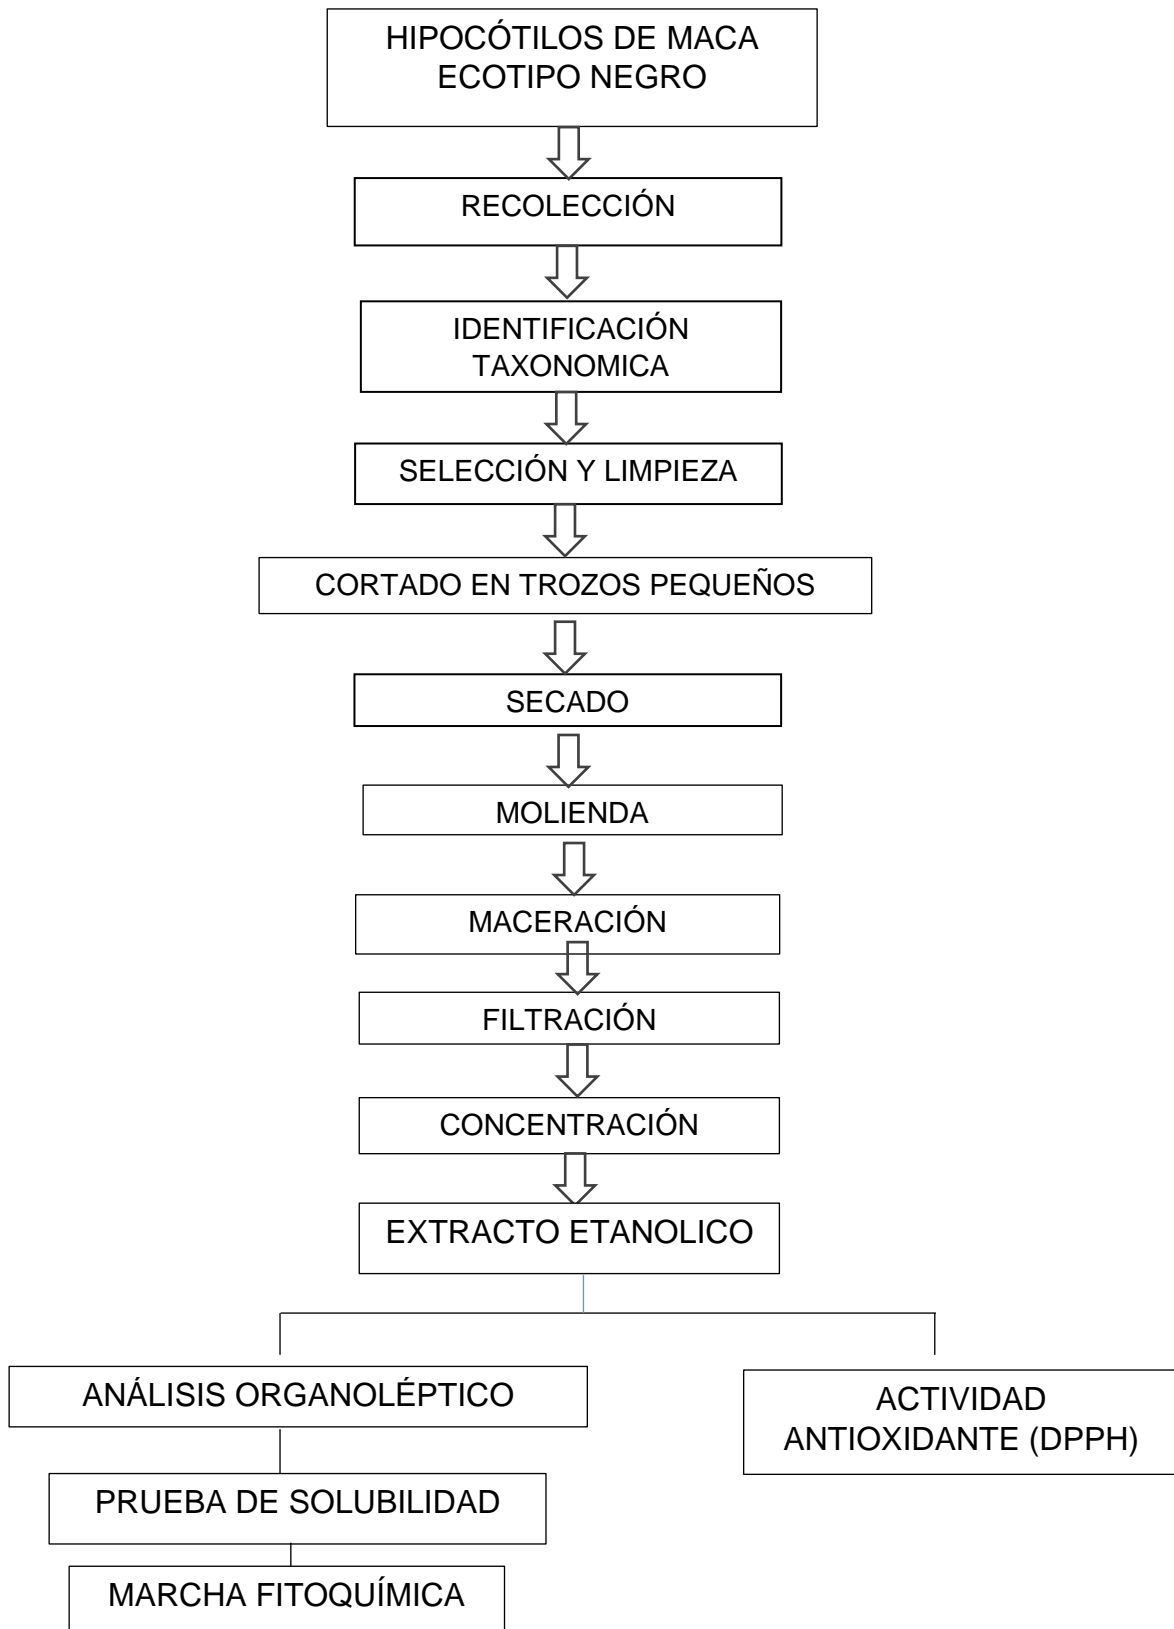 HIPOCÓTILOS DE MACA
ECOTIPO NEGRO
RECOLECCIÓN
IDENTIFICACIÓN
TAXONOMICA
SELECCIÓN Y LIMPIEZA
CORTADO EN TROZOS PEQUEÑOS
SECADO
MOLIENDA
MACERACIÓN
FILTRACIÓN
CONCENTRACIÓN
EXTRACTO ETANOLICO
ANÁLISIS ORGANOLÉPTICO
ACTIVIDAD
ANTIOXIDANTE (DPPH)
PRUEBA DE SOLUBILIDAD
MARCHA FITOQUÍMICA